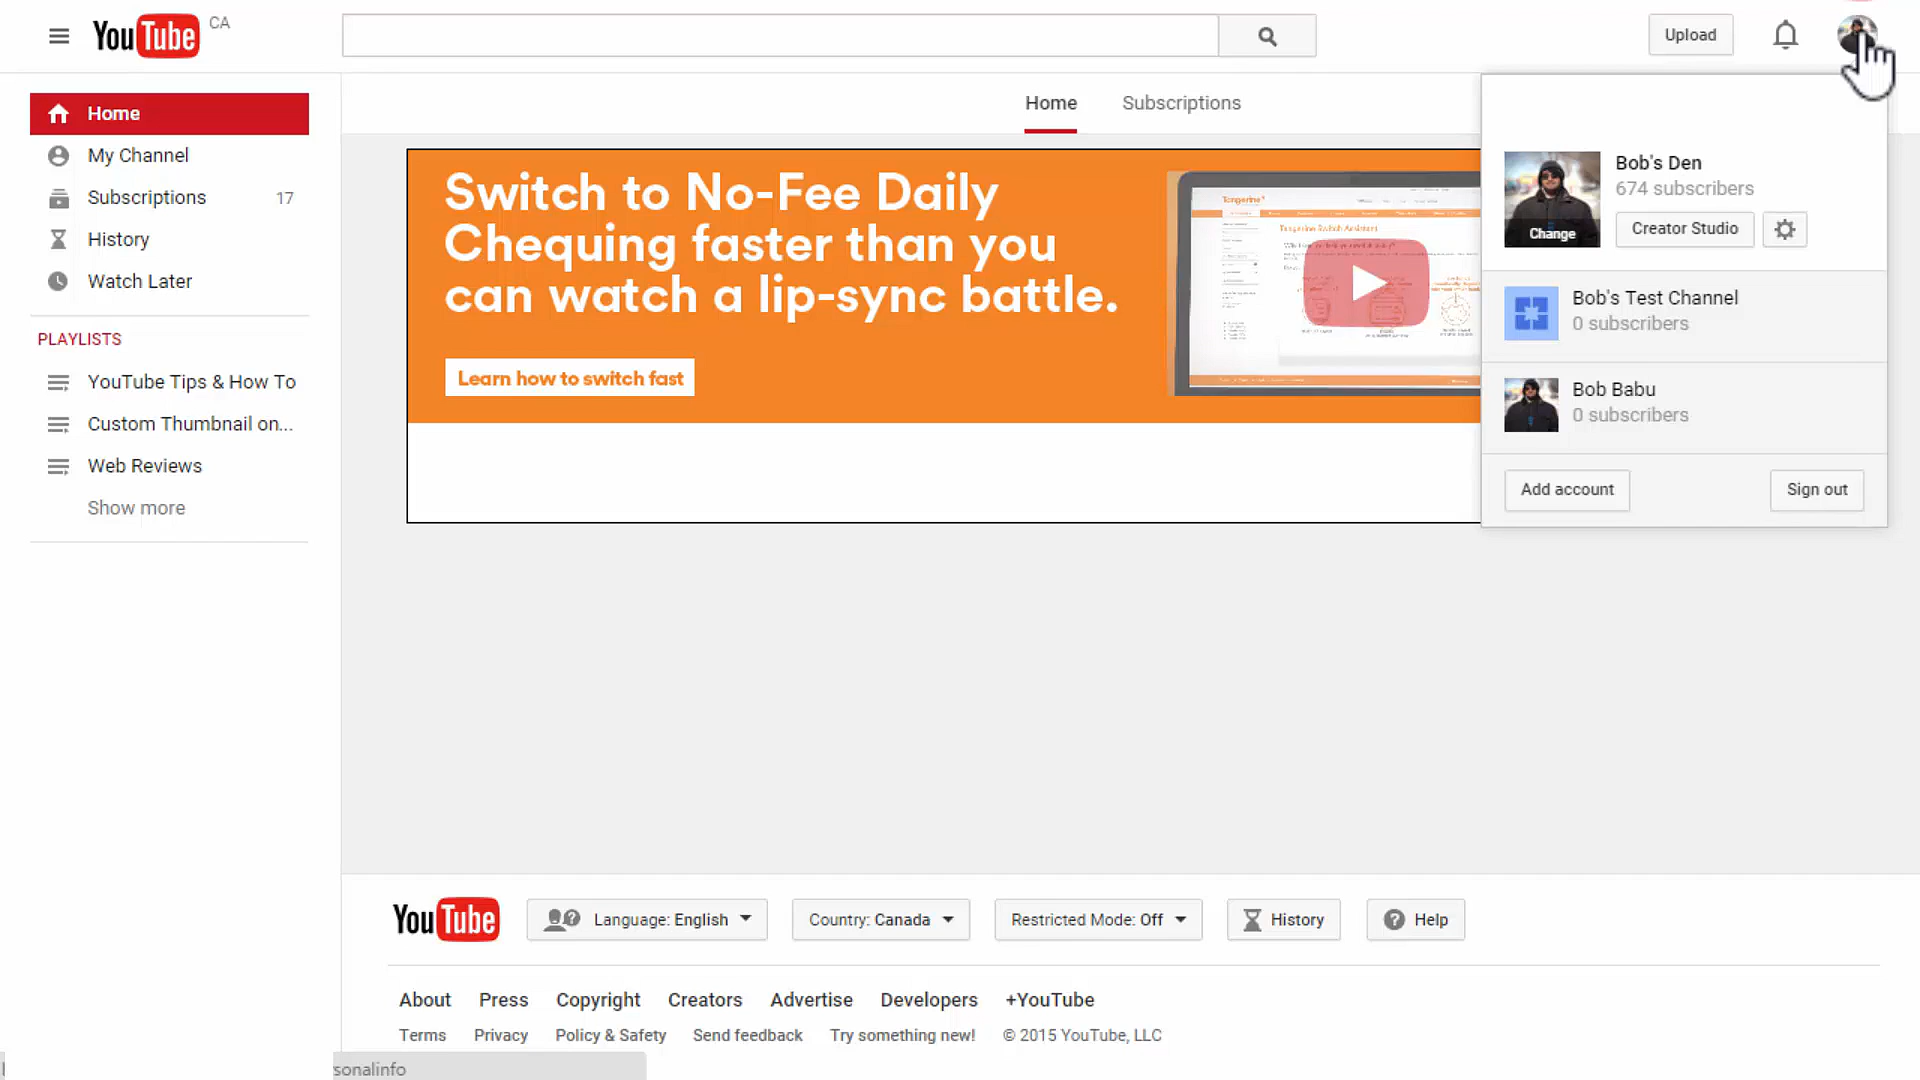 YouTube CA
Upload
Home
My Channel
Subscriptions 17
History
Watch Later
PLAYLISTS
YouTube Tips & How To
Custom Thumbnail on...
Web Reviews
Show more
Home Subscriptions
Switch to No-Fee Daily
Chequing faster than you
can watch a lip-sync battle.
Learn how to switch fast
Tangerine
Tangerine Switch Assistant
Bob's Den
674 subscribers
Change
Creator Studio
Bob's Test Channel
0 subscribers
Bob Babu
0 subscribers
Add account Sign out
YouTube Language: English Country: Canada Restricted Mode: Off History Help
About Press Copyright Creators Advertise Developers +YouTube
Terms Privacy Policy & Safety Send feedback Try something new! © 2015 YouTube, LLC
sonalinfo